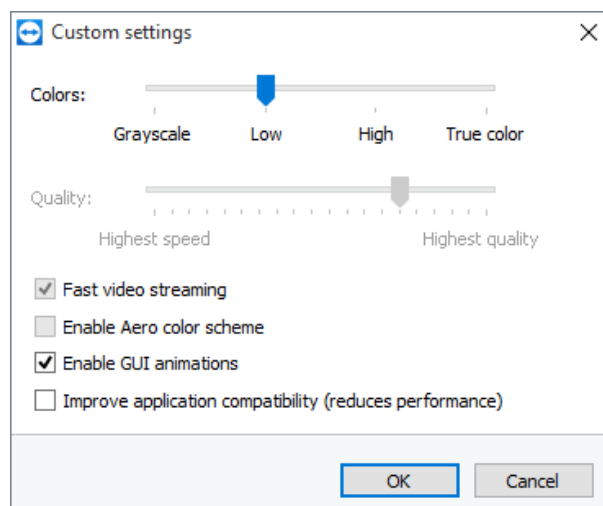 Custom settings
Colors:
Grayscale Low High True color
Quality:
Highest speed Highest quality
Fast video streaming
Enable Aero color scheme
Enable GUI animations
Improve application compatibility (reduces performance)
OK Cancel